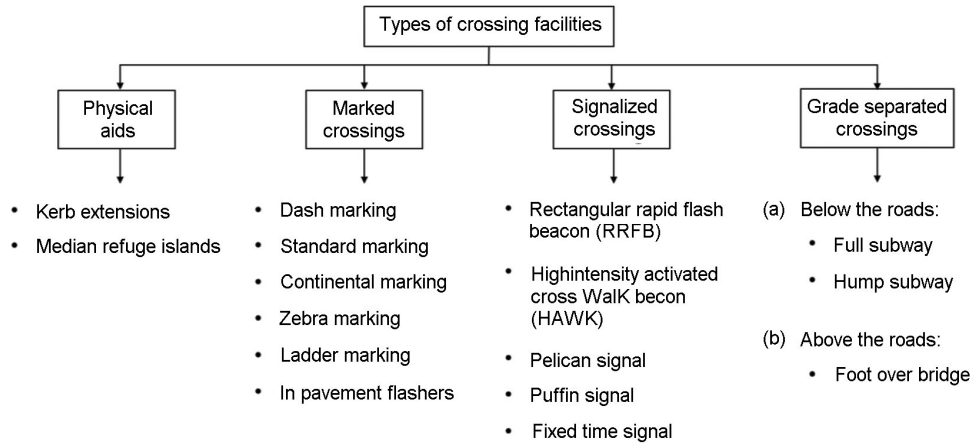 Types of crossing facilities
Physical
aids
Marked
crossings
Signalized
crossings
Grade separated
crossings
• Kerb extensions
• Median refuge islands
• Dash marking
• Standard marking
• Continental marking
• Zebra marking
• Ladder marking
• In pavement flashers
• Rectangular rapid flash
beacon (RRFB)
• Highintensity activated
cross WalK becon
(HAWK)
• Pelican signal
• Puffin signal
• Fixed time signal
(a) Below the roads:
• Full subway
• Hump subway
(b) Above the roads:
• Foot over bridge